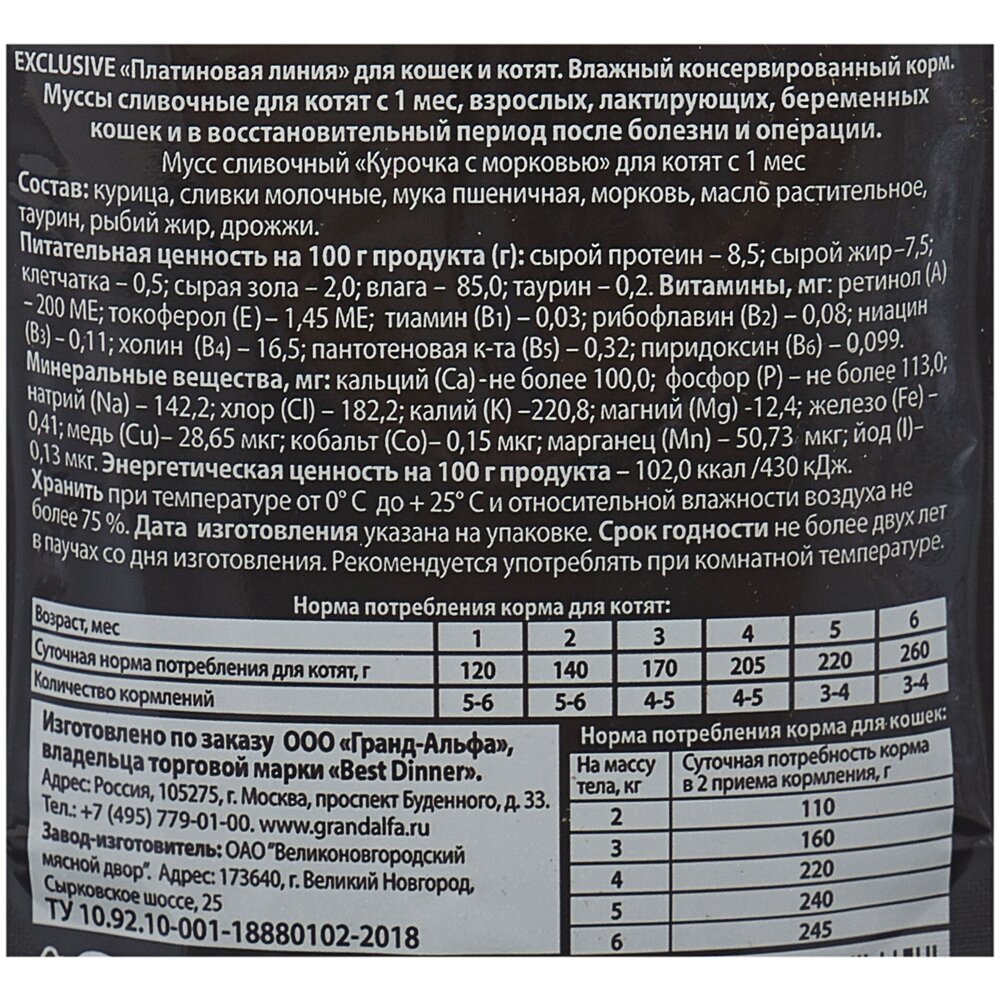 EXCLUSIVE «Платиновая линия» для кошек и котят. Влажный консервированный корм.
Муссы сливочные для котят с 1 мес, взрослых, лактирующих, беременных
кошек и в восстановительный период после болезни и операции.
Мусс сливочный «Курочка с морковью» для котят с 1 мес
Состав: курица, сливки молочные, мука пшеничная, морковь, масло растительное,
таурин, рыбий жир, дрожжи.
Питательная ценность на 100 г продукта (г): сырой протеин – 8,5; сырой жир–7,5;
клетчатка – 0,5; сырая зола – 2,0; влага – 85,0; таурин – 0,2. Витамины, мг: ретинол (А)
– 200 МЕ; токоферол (Е) – 1,45 МЕ; тиамин (В1) – 0,03; рибофлавин (В2) – 0,08; ниацин
(В3) – 0,11; холин (В4) – 16,5; пантотеновая к-та (В5) – 0,32; пиридоксин (В6) – 0,099.
Минеральные вещества, мг: кальций (Ca) -не более 100,0; фосфор (P) – не более 113,0;
натрий (Na) – 142,2; хлор (Cl) – 182,2; калий (K) –220,8; магний (Mg) -12,4; железо (Fe) –
0,41; медь (Cu)– 28,65 мкг; кобальт (Co)– 0,15 мкг; марганец (Mn) – 50,73 мкг; йод (I)–
0,13 мкг. Энергетическая ценность на 100 г продукта – 102,0 ккал /430 кДж.
Хранить при температуре от 0° С до + 25° С и относительной влажности воздуха не
более 75 %. Дата изготовления указана на упаковке. Срок годности не более двух лет
в паучах со дня изготовления. Рекомендуется употреблять при комнатной температуре.
Норма потребления корма для котят:
Возраст, мес 1 2 3 4 5 6
Суточная норма потребления для котят, г 120 140 170 205 220 260
Количество кормлений 5-6 5-6 4-5 4-5 3-4 3-4
Изготовлено по заказу ООО «Гранд-Альфа»,
владельца торговой марки «Best Dinner».
Адрес: Россия, 105275, г. Москва, проспект Буденного, д. 33.
Тел.: +7 (495) 779-01-00. www.grandalfa.ru
Завод-изготовитель: ОАО "Великоновгородский
мясной двор". Адрес: 173640, г. Великий Новгород,
Сырковское шоссе, 25
ТУ 10.92.10-001-18880102-2018
Норма потребления корма для кошек:
На массу тела, кг Суточная потребность корма
в 2 приема кормления, г
2 110
3 160
4 220
5 240
6 245